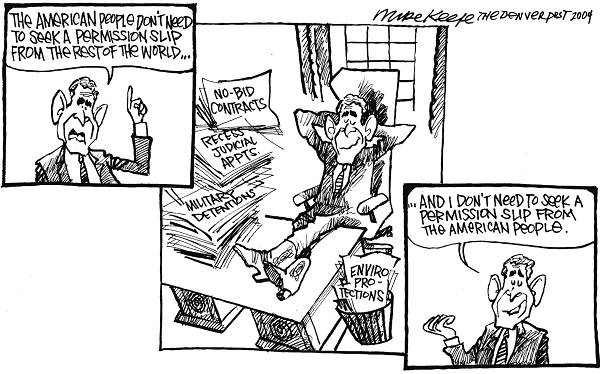 THE AMERICAN PEOPLE DON'T NEED
TO SEEK A PERMISSION SLIP
FROM THE REST OF THE WORLD...
MIKE KEEFE THE DENVER POST 2004
NO-BID
CONTRACTS
RECESS
JUDICIAL
APPTS
MILITARY
DETENTIONS
ENVIRO
PRO-
TECTIONS
...AND I DON'T NEED TO SEEK A
PERMISSION SLIP FROM
THE AMERICAN PEOPLE.